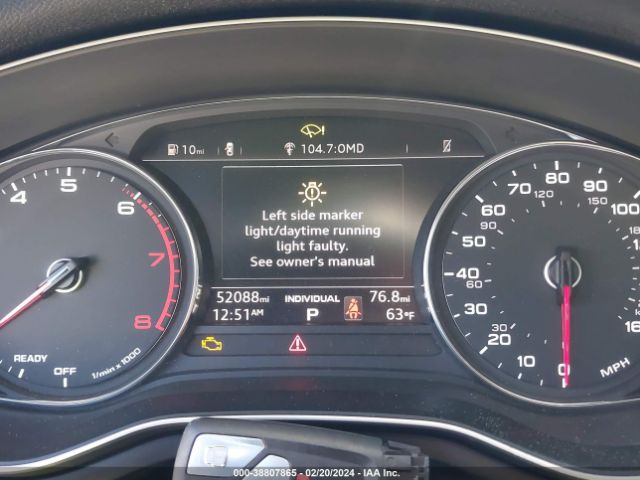 10mi
104.7:0MD
Left side marker
light/daytime running
light faulty.
See owner's manual
52088mi INDIVIDUAL 76.8mi
12:51AM P 63°F
4 5 6 7 8
READY
OFF
1/min x 1000
0 10 20 30 40 50 60 70 80 90 100
30 60 90 120 150
MPH
000-38807865 - 02/20/2024 - IAA Inc.